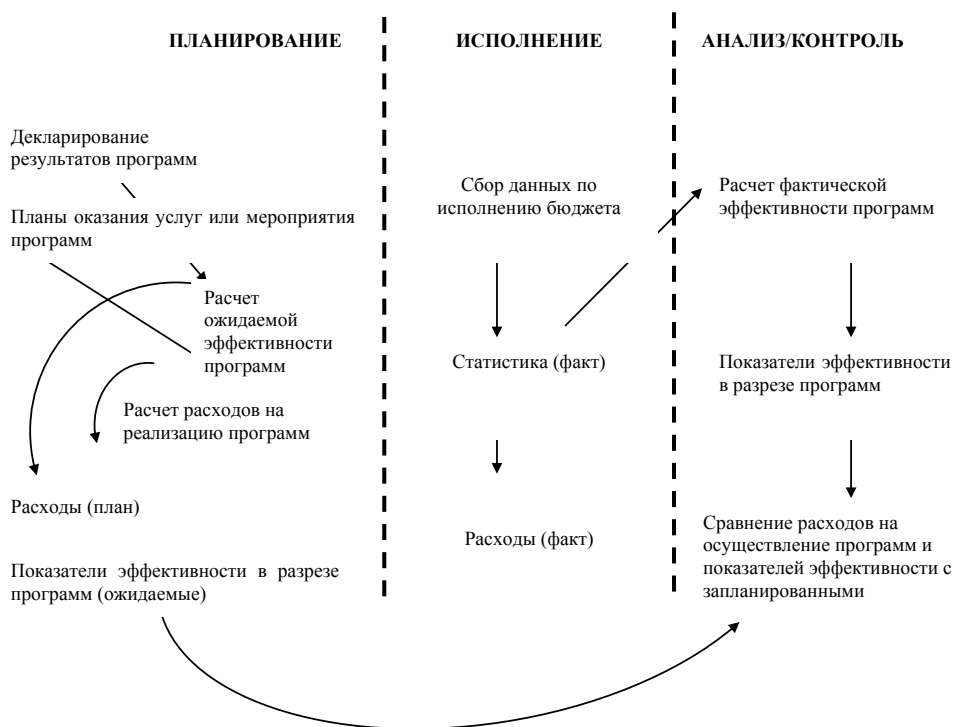 ПЛАНИРОВАНИЕ
ИСПОЛНЕНИЕ
АНАЛИЗ/КОНТРОЛЬ
Декларирование
результатов программ
Планы оказания услуг или мероприятия
программ
Расчет
ожидаемой
эффективности
программ
Расчет расходов на
реализацию программ
Расходы (план)
Показатели эффективности в разрезе
программ (ожидаемые)
Сбор данных по
исполнению бюджета
Статистика (факт)
Расходы (факт)
Расчет фактической
эффективности программ
Показатели эффективности
в разрезе программ
Сравнение расходов на
осуществление программ и
показателей эффективности с
запланированными